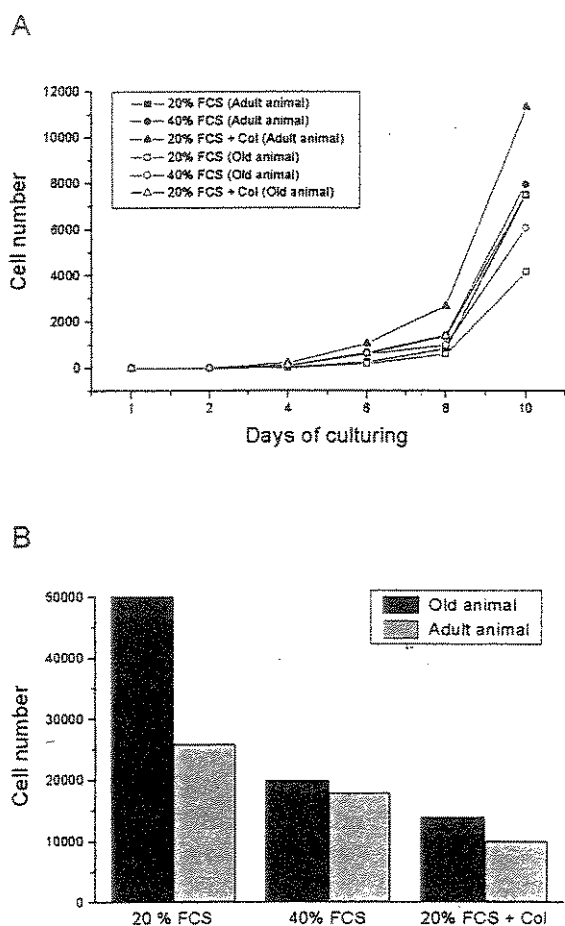 A
12000
10000
8000
6000
4000
2000
0
20% FCS (Adult animal)
40% FCS (Adult animal)
20% FCS + Col (Adult animal)
20% FCS (Old animal)
40% FCS (Old animal)
20% FCS + Col (Old animal)
Cell number
1 2 4 6 8 10
Days of culturing
B
50000
40000
30000
20000
10000
0
Old animal
Adult animal
Cell number
20 % FCS 40% FCS 20% FCS + Col